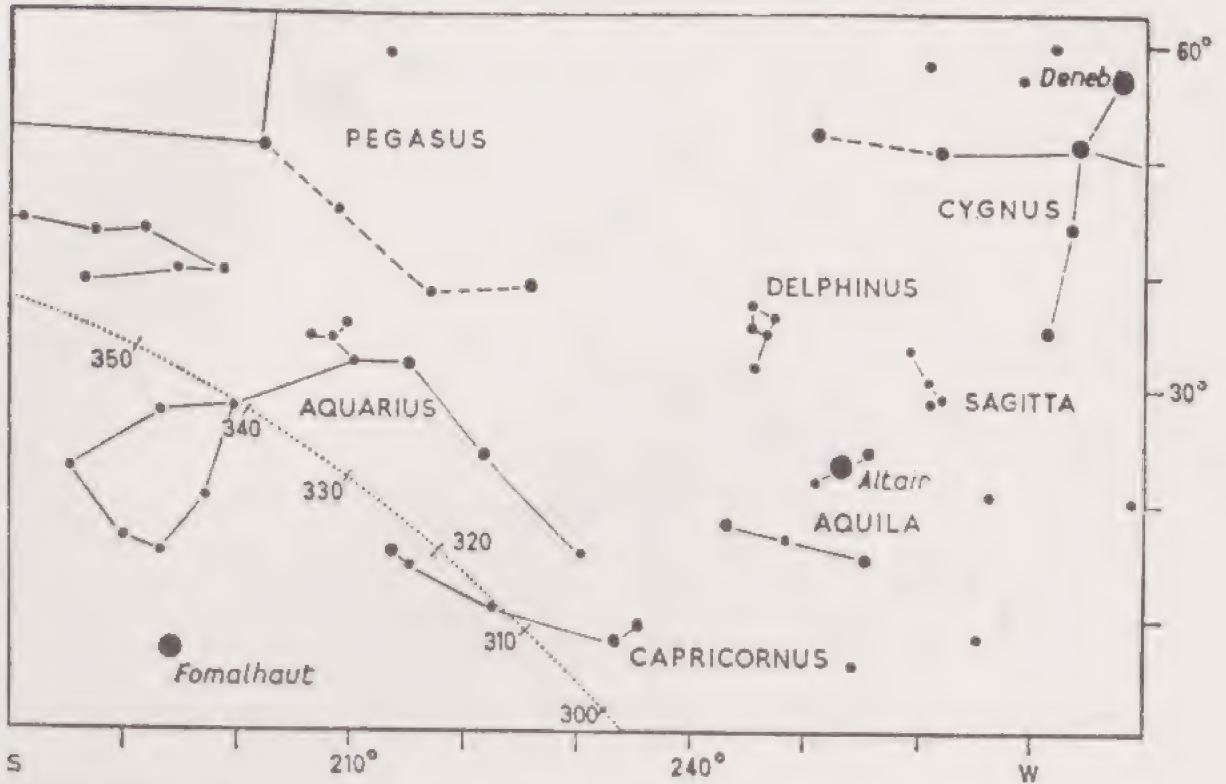 60°
Deneb
PEGASUS
CYGNUS
DELPHINUS
350
30°
AQUARIUS
SAGITTA
340
330
Altair
AQUILA
320
310
CAPRICORNUS
Fomalhaut
300
S
210°
240°
W